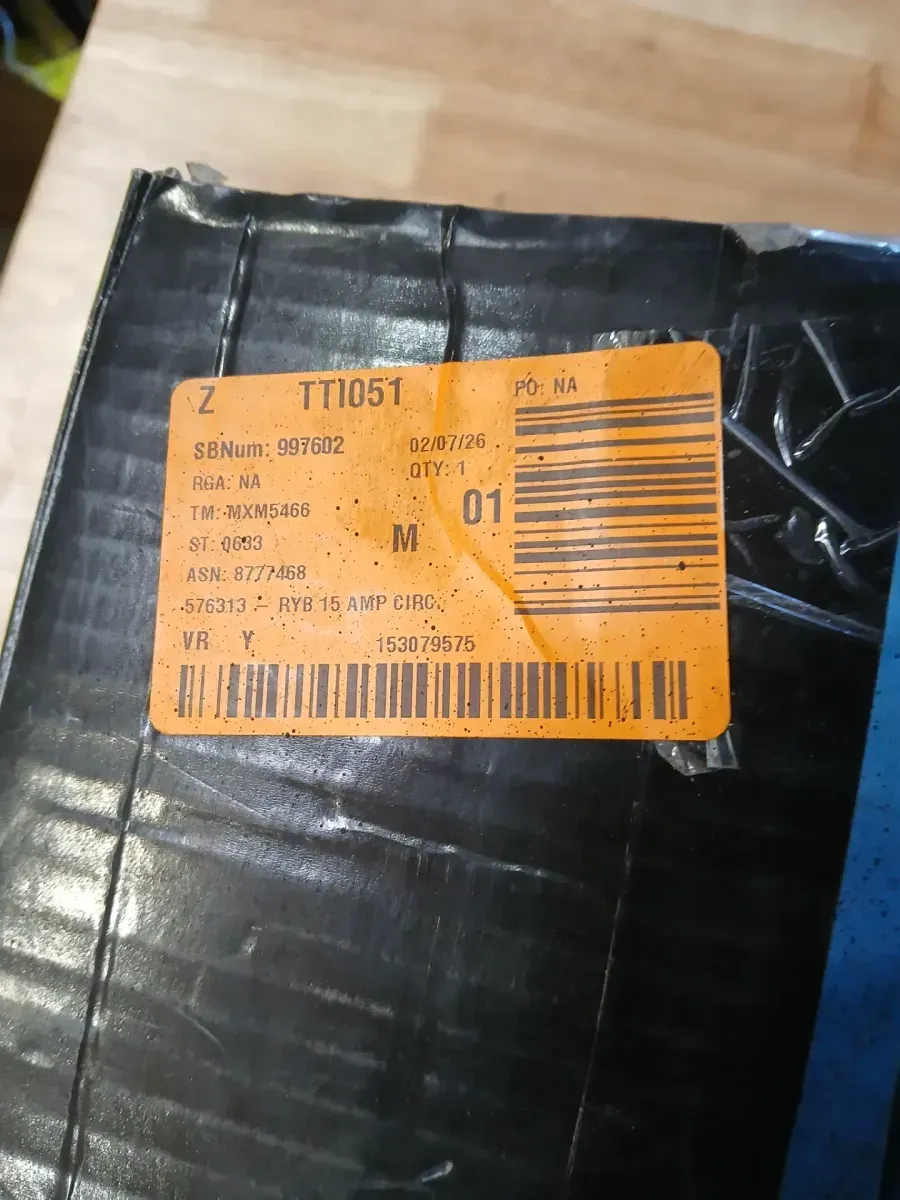 Z TTI051 PO: NA
SBNum: 997602 02/07/26
RGA: NA QTY: 1
TM: MXM5466 01
ST: Q633 M
ASN: 8777468
576313 - RYB 15 AMP CIRC.
VR Y 153079575